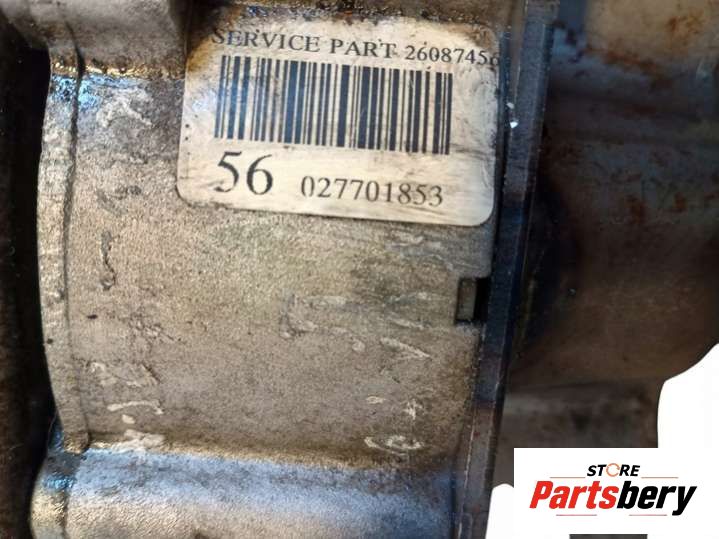 SERVICE PART 26087456
56 027701853
STORE
Partsbery